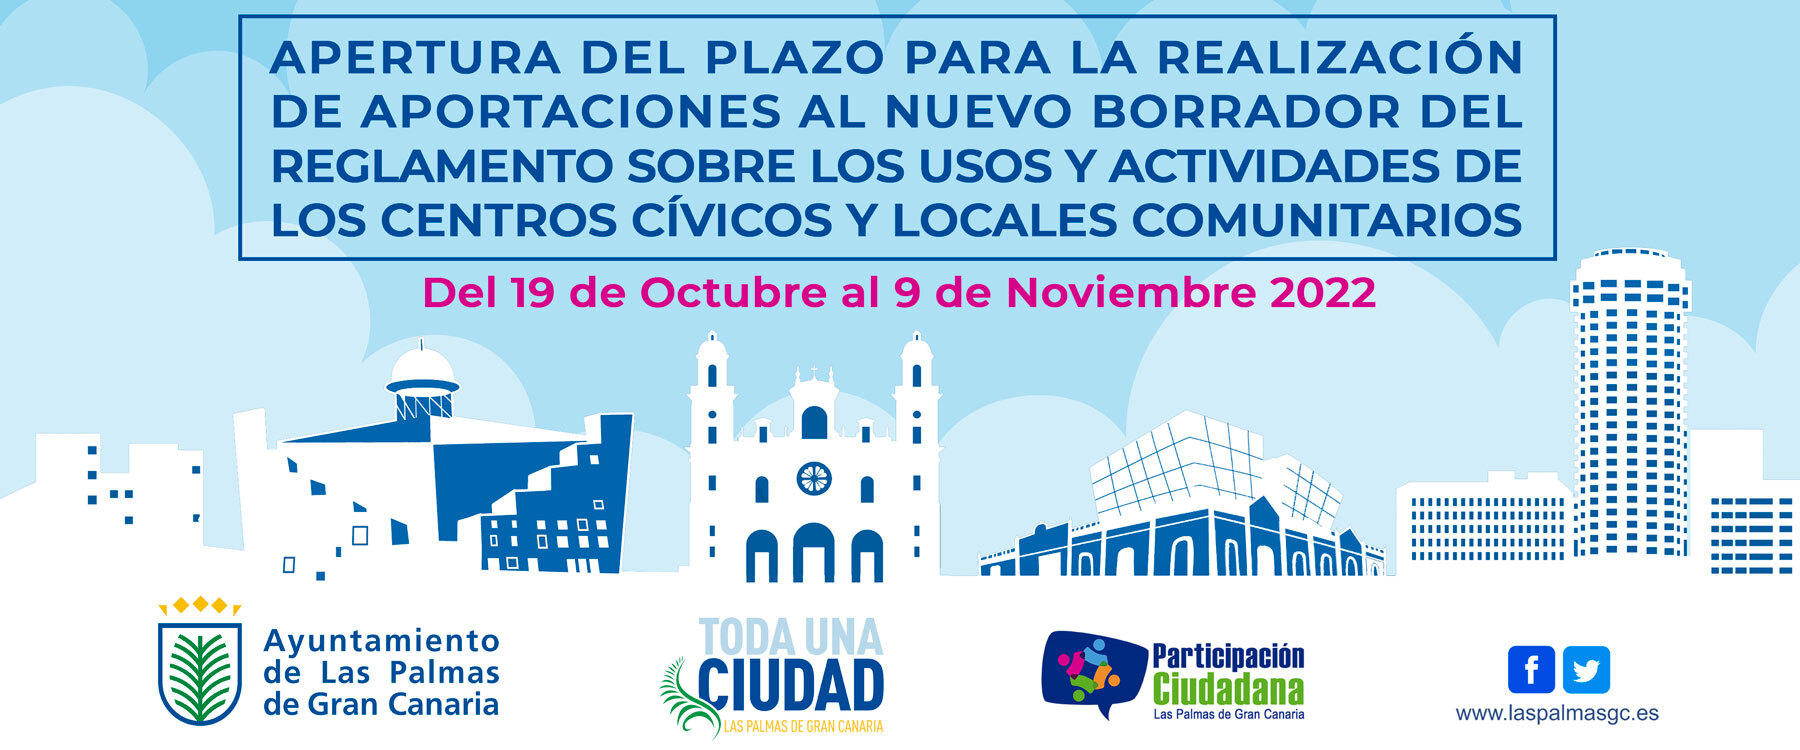 APERTURA DEL PLAZO PARA LA REALIZACIÓN
DE APORTACIONES AL NUEVO BORRADOR DEL
REGLAMENTO SOBRE LOS USOS Y ACTIVIDADES DE
LOS CENTROS CÍVICOS Y LOCALES COMUNITARIOS
Del 19 de Octubre al 9 de Noviembre 2022
Ayuntamiento
de Las Palmas
de Gran Canaria
TODA UNA
CIUDAD
LAS PALMAS DE GRAN CANARIA
Participación
Ciudadana
Las Palmas de Gran Canaria
www.laspalmasgc.es